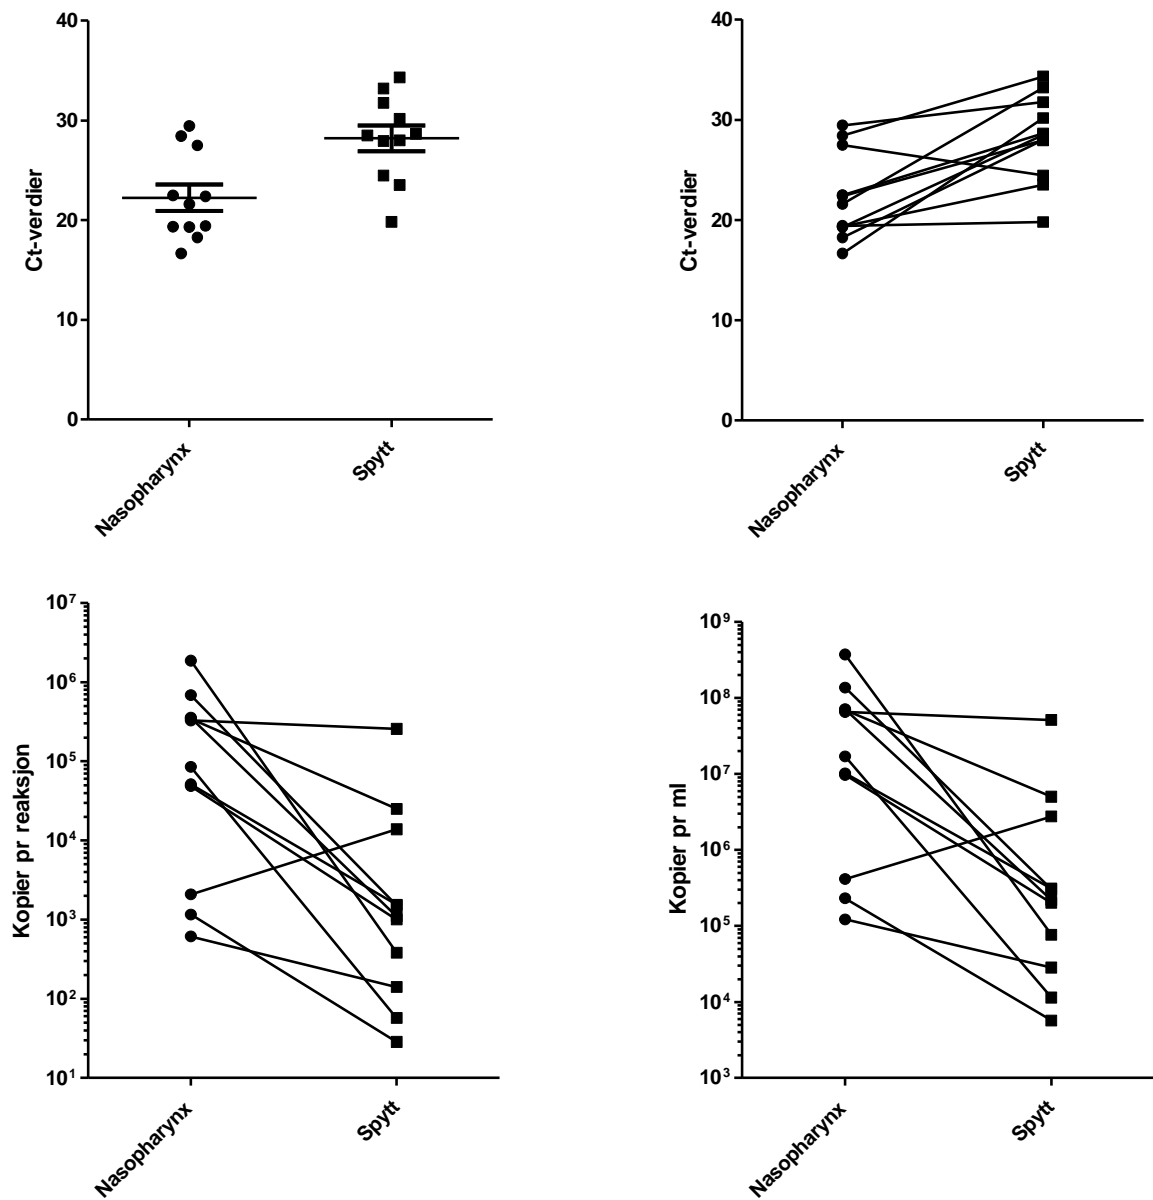 40
30
20
10
0
Ct-verdier
Nasopharynx
Spytt
40
30
20
10
0
Ct-verdier
Nasopharynx
Spytt
10⁷
10⁶
10⁵
10⁴
10³
10²
10¹
Kopier pr reaksjon
Nasopharynx
Spytt
10⁹
10⁸
10⁷
10⁶
10⁵
10⁴
10³
Kopier pr ml
Nasopharynx
Spytt